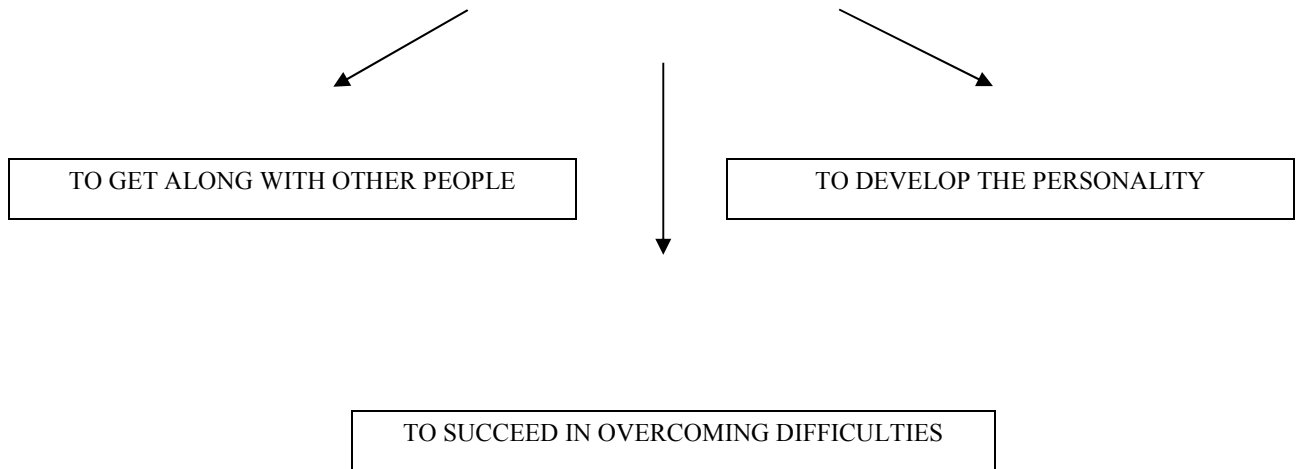 TO GET ALONG WITH OTHER PEOPLE
TO DEVELOP THE PERSONALITY
TO SUCCEED IN OVERCOMING DIFFICULTIES